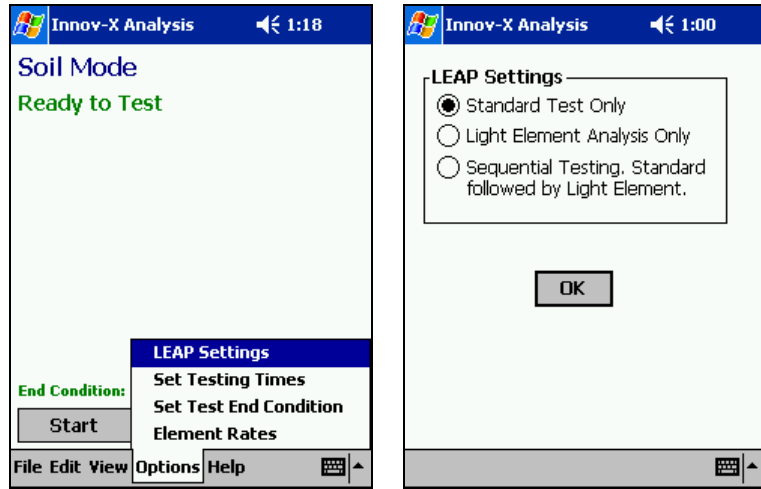 Innov-X Analysis 1:18
Soil Mode
Ready to Test
LEAP Settings
Set Testing Times
End Condition:
Set Test End Condition
Start
Element Rates
File Edit View Options Help
Innov-X Analysis 1:00
LEAP Settings
Standard Test Only
Light Element Analysis Only
Sequential Testing. Standard
followed by Light Element.
OK